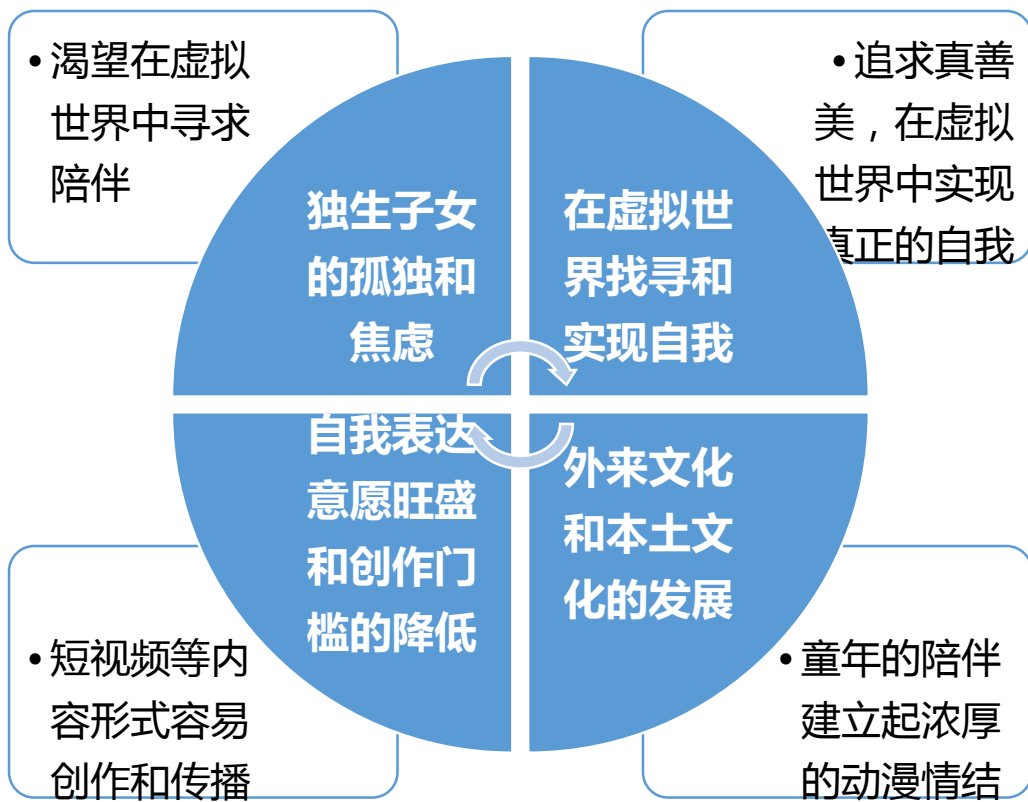 • 渴望在虚拟
世界中寻求
陪伴
• 追求真善
美，在虚拟
世界中实现
真正的自我
独生子女
的孤独和
焦虑
在虚拟世
界找寻和
实现自我
自我表达
意愿旺盛
和创作门
槛的降低
外来文化
和本土文
化的发展
• 短视频等内
容形式容易
创作和传播
• 童年的陪伴
建立起浓厚
的动漫情结